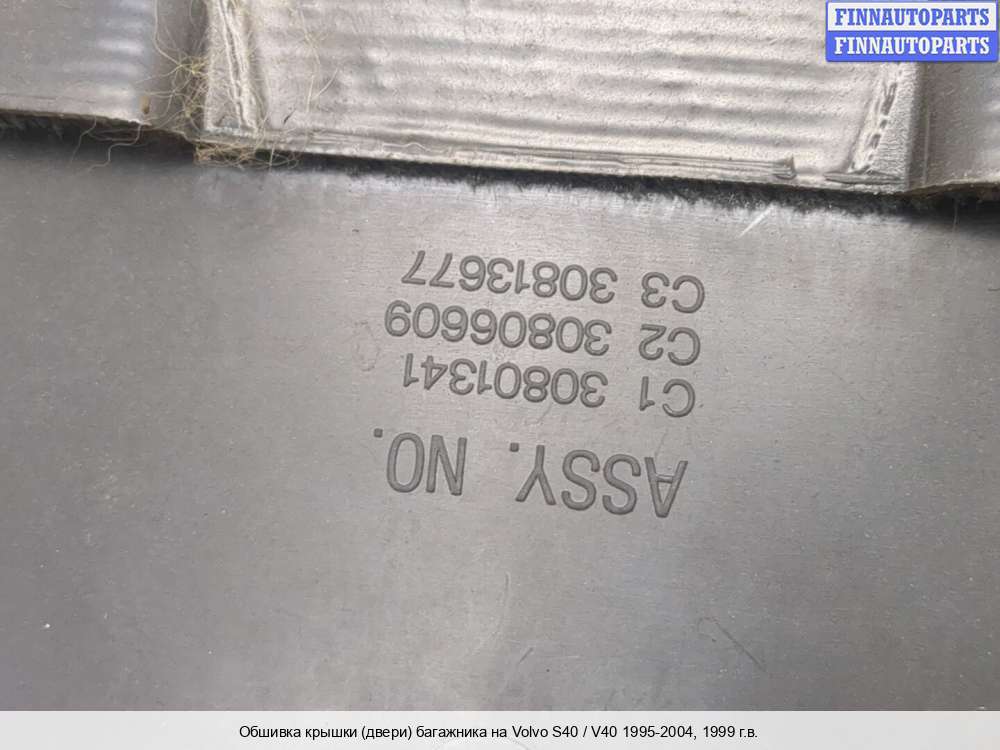 FINNAUTOPARTS
FINNAUTOPARTS
ASSY. NO.
C1 30801341
C2 30806609
C3 30813677
Обшивка крышки (двери) багажника на Volvo S40 / V40 1995-2004, 1999 г.в.